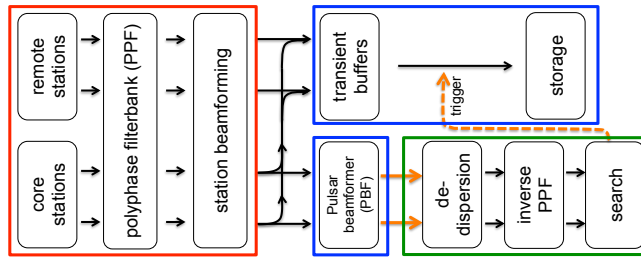 remote
stations
core
stations
polyphase filterbank (PPF)
station beamforming
transient
buffers
trigger
storage
Pulsar
beamformer
(PBF)
de-
dispersion
inverse
PPF
search